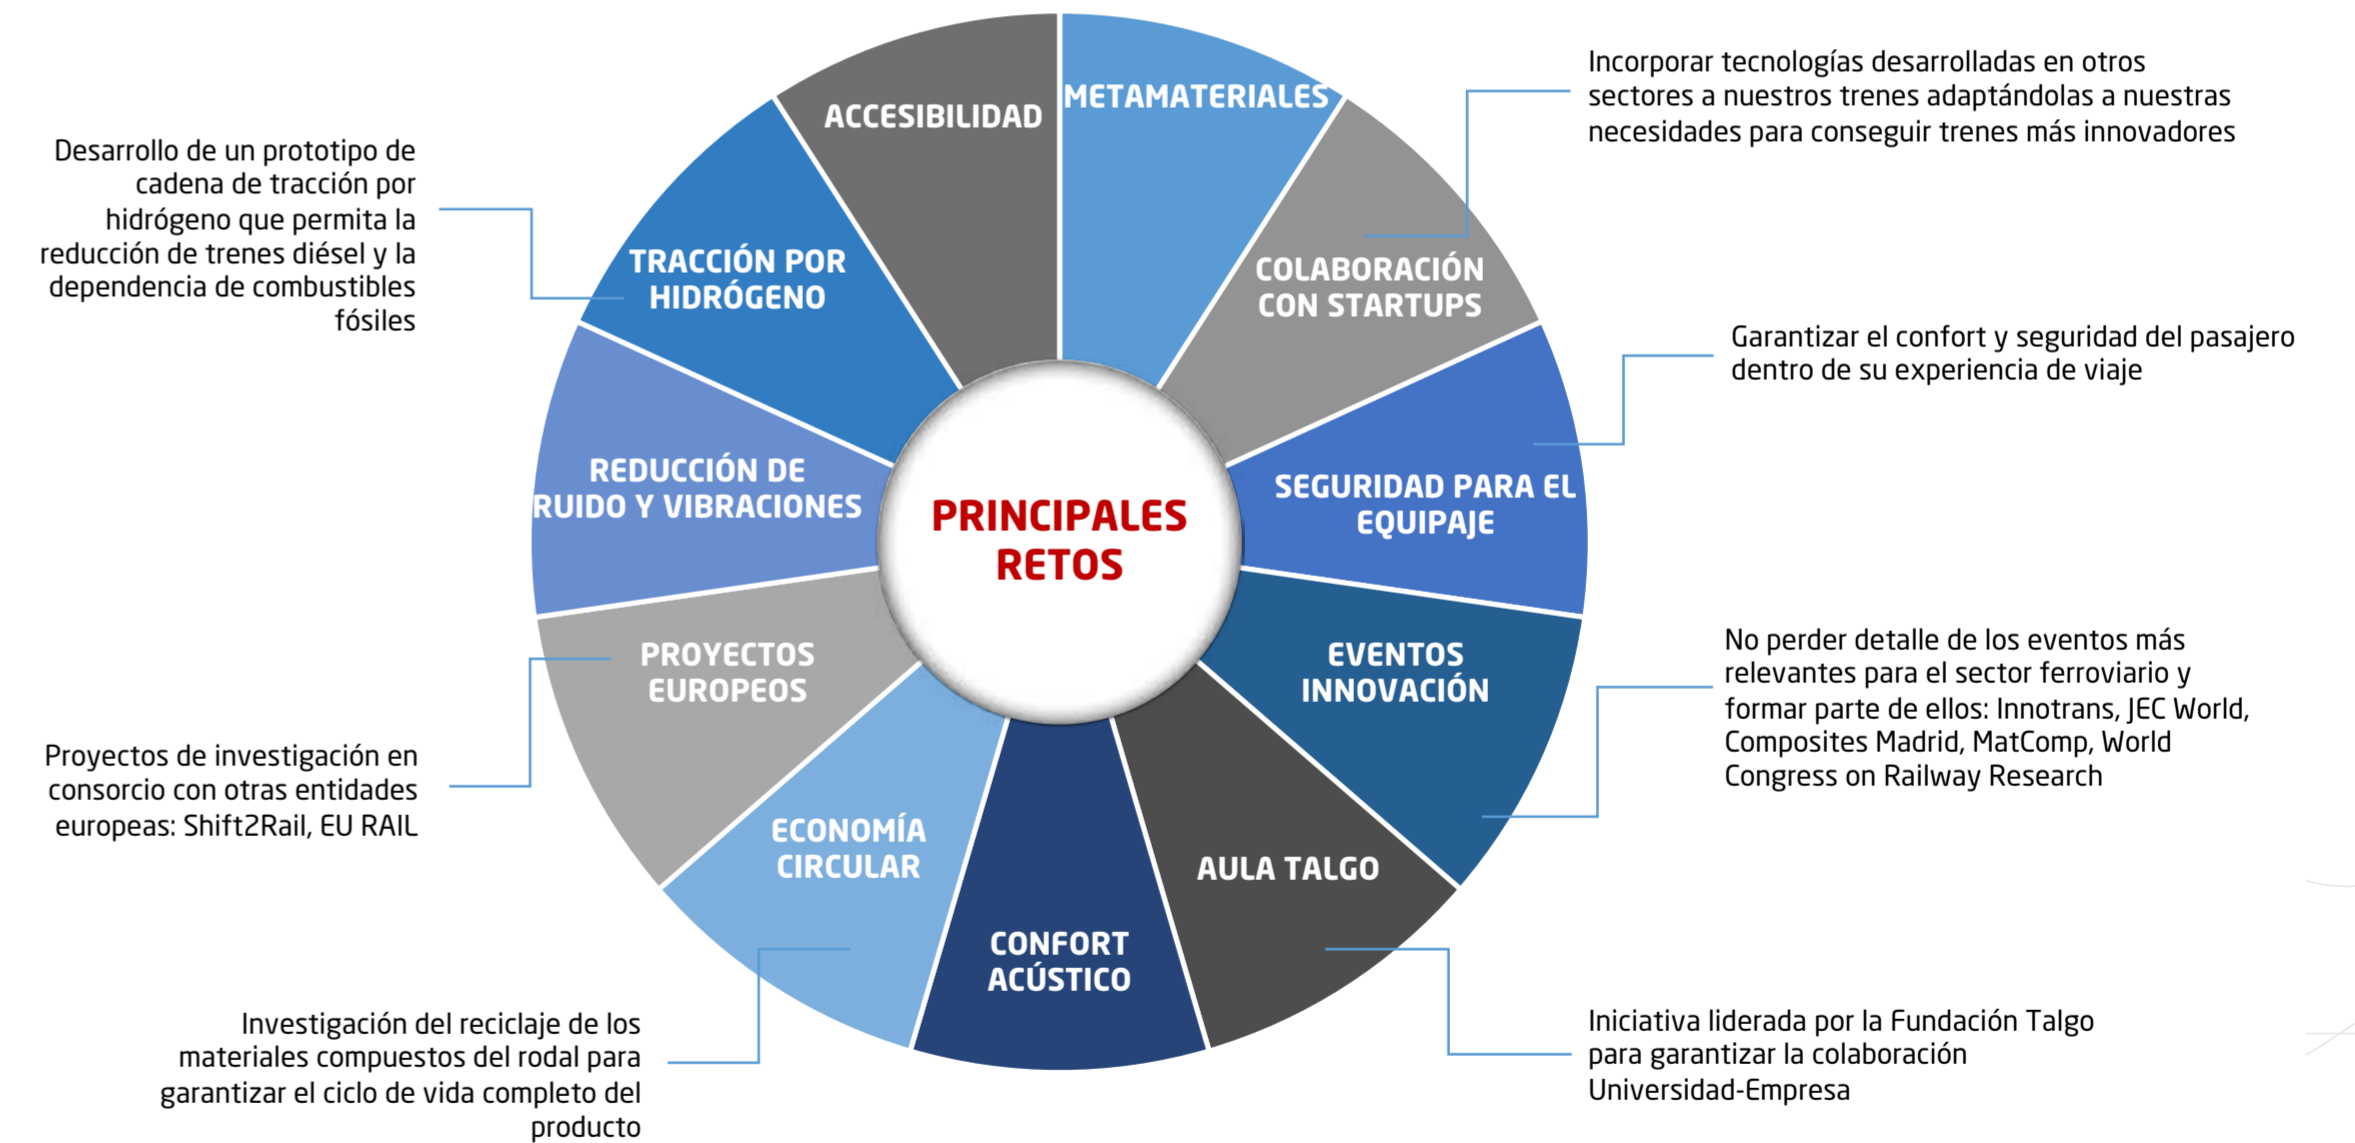 ACCESIBILIDAD
METAMATERIALES
Incorporar tecnologías desarrolladas en otros
sectores a nuestros trenes adaptándolas a nuestras
necesidades para conseguir trenes más innovadores
Desarrollo de un prototipo de
cadena de tracción por
hidrógeno que permita la
reducción de trenes diésel y la
dependencia de combustibles
fósiles
TRACCIÓN POR
HIDRÓGENO
COLABORACIÓN
CON STARTUPS
Garantizar el confort y seguridad del pasajero
dentro de su experiencia de viaje
REDUCCIÓN DE
RUIDO Y VIBRACIONES
PRINCIPALES
RETOS
SEGURIDAD PARA EL
EQUIPAJE
PROYECTOS
EUROPEOS
EVENTOS
INNOVACIÓN
No perder detalle de los eventos más
relevantes para el sector ferroviario y
formar parte de ellos: Innotrans, JEC World,
Composites Madrid, MatComp, World
Congress on Railway Research
Proyectos de investigación en
consorcio con otras entidades
europeas: Shift2Rail, EU RAIL
ECONOMÍA
CIRCULAR
AULA TALGO
CONFORT
ACÚSTICO
Investigación del reciclaje de los
materiales compuestos del rodal para
garantizar el ciclo de vida completo del
producto
Iniciativa liderada por la Fundación Talgo
para garantizar la colaboración
Universidad-Empresa